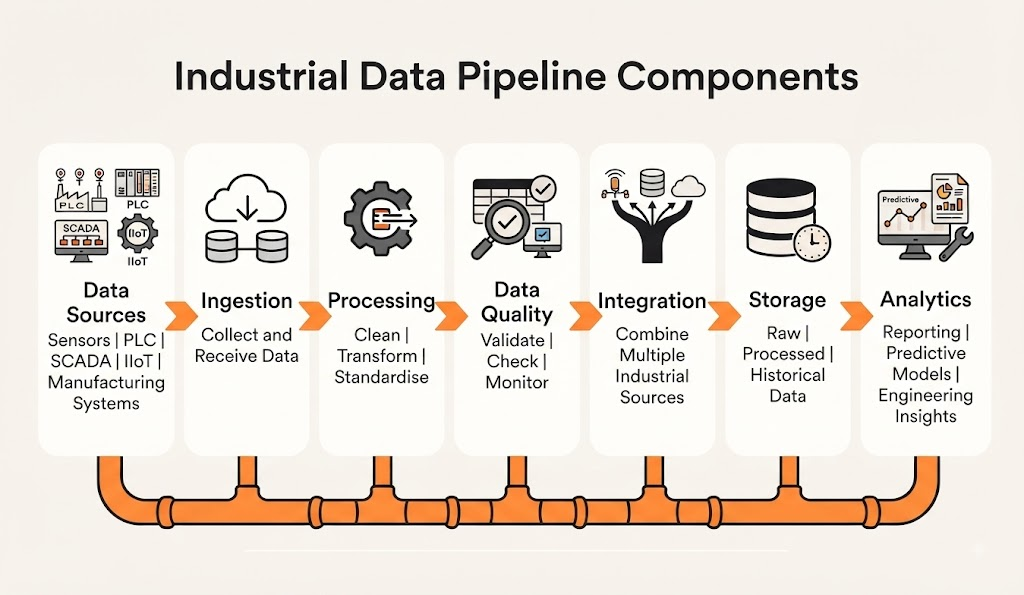 Industrial Data Pipeline Components
PLC
PLC
SCADA
IIoT
IIoT
Data
Sources
Sensors | PLC |
SCADA | IIoT |
Manufacturing
Systems
Ingestion
Collect and
Receive Data
Processing
Clean |
Transform |
Standardise
Data
Quality
Validate |
Check |
Monitor
Integration
Combine
Multiple
Industrial
Sources
Storage
Raw |
Processed |
Historical
Data
Predictive
Analytics
Reporting |
Predictive
Models |
Engineering
Insights